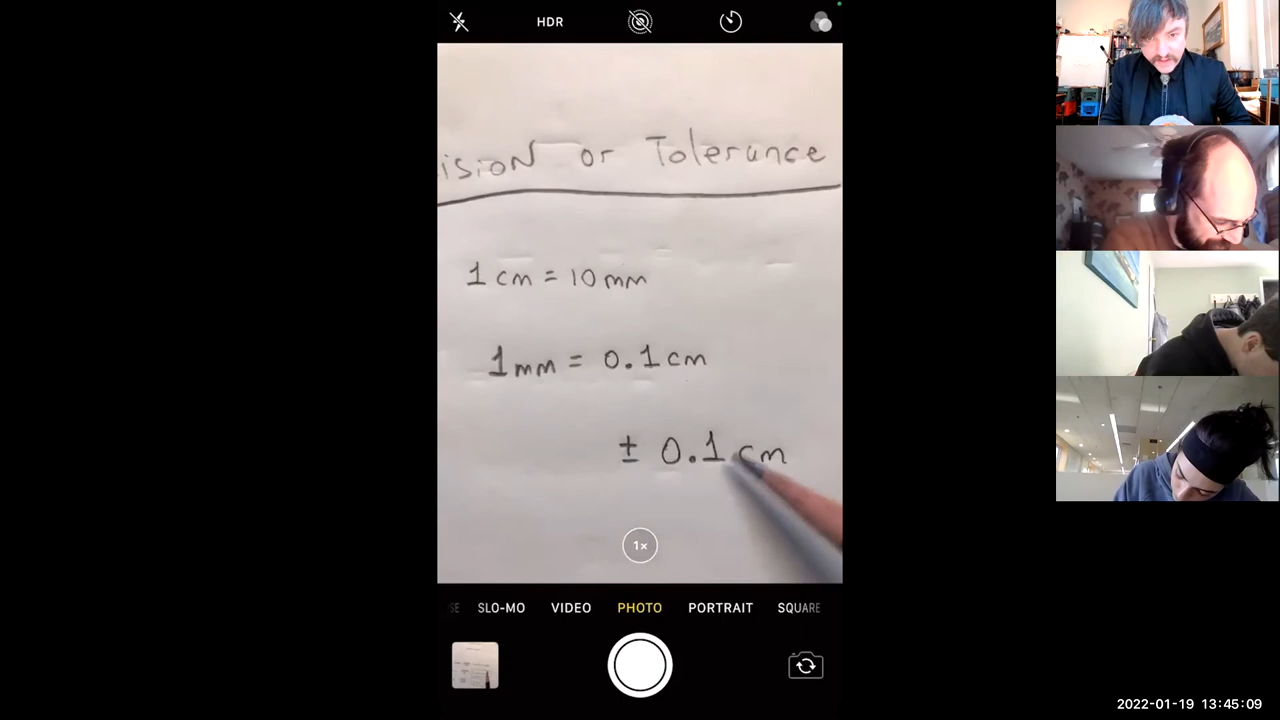 HDR
ision or Tolerance
1 cm = 10 mm
1 mm = 0.1 cm
± 0.1 cm
1×
SE SLO-MO VIDEO PHOTO PORTRAIT SQUARE
2022-01-19 13:45:09